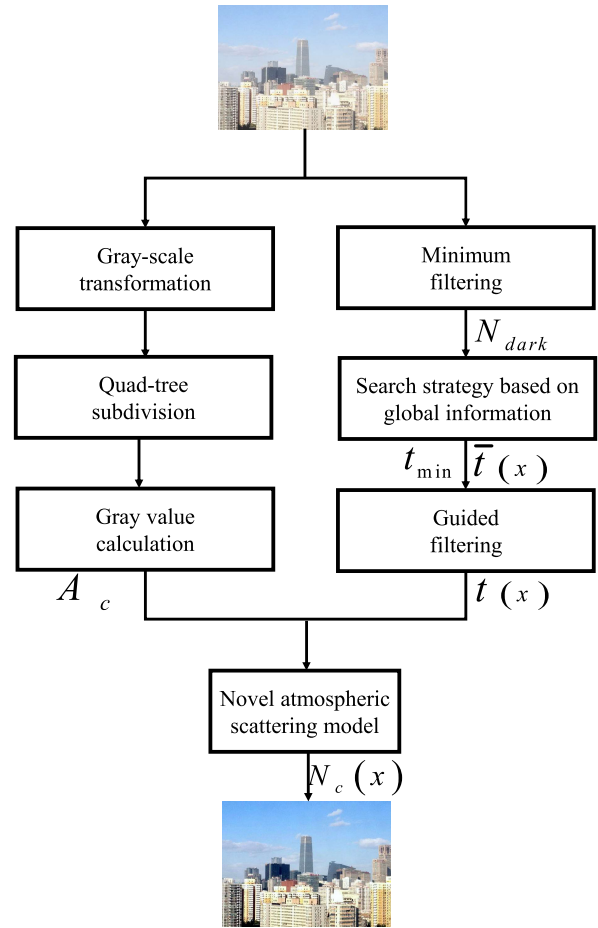 Gray-scale
transformation
Minimum
filtering
N dark
Quad-tree
subdivision
Search strategy based on
global information
t min t̄ (x)
Gray value
calculation
Guided
filtering
A c
t (x)
Novel atmospheric
scattering model
N c (x)